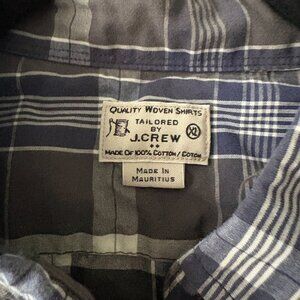 QUALITY WOVEN SHIRTS
TAILORED
BY
J.CREW
XL
MADE OF 100% COTTON / COTON
MADE IN
MAURITIUS